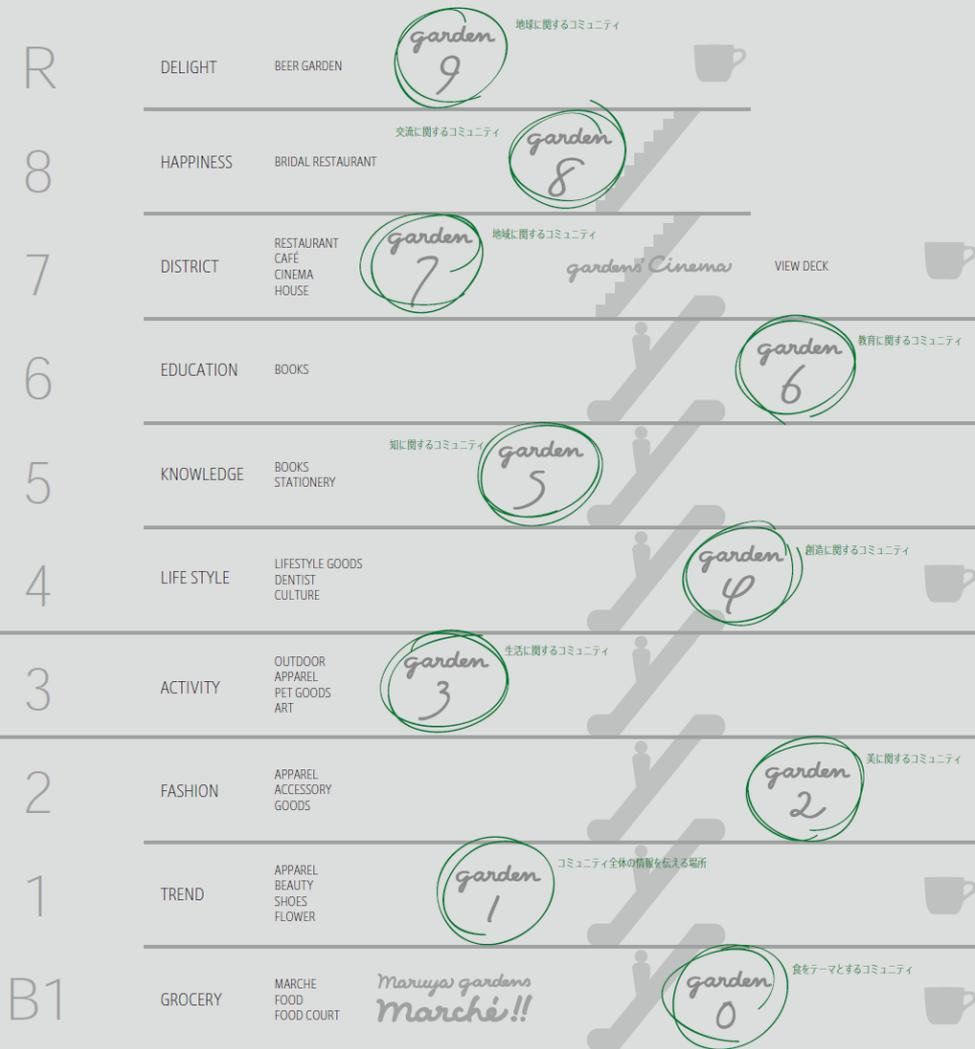 R
DELIGHT
BEER GARDEN
garden
9
地球に関するコミュニティ
8
HAPPINESS
BRIDAL RESTAURANT
交流に関するコミュニティ
garden
8
7
DISTRICT
RESTAURANT
CAFÉ
CINEMA
HOUSE
garden
7
地域に関するコミュニティ
gardens' Cinema
VIEW DECK
6
EDUCATION
BOOKS
garden
6
教育に関するコミュニティ
5
KNOWLEDGE
BOOKS
STATIONERY
知に関するコミュニティ
garden
5
4
LIFE STYLE
LIFESTYLE GOODS
DENTIST
CULTURE
garden
4
創造に関するコミュニティ
3
ACTIVITY
OUTDOOR
APPAREL
PET GOODS
ART
garden
3
生活に関するコミュニティ
2
FASHION
APPAREL
ACCESSORY
GOODS
garden
2
美に関するコミュニティ
1
TREND
APPAREL
BEAUTY
SHOES
FLOWER
garden
1
コミュニティ全体の情報を伝える場所
B1
GROCERY
MARCHE
FOOD
FOOD COURT
Maruya gardens
Marché!!
garden
0
食をテーマとするコミュニティ